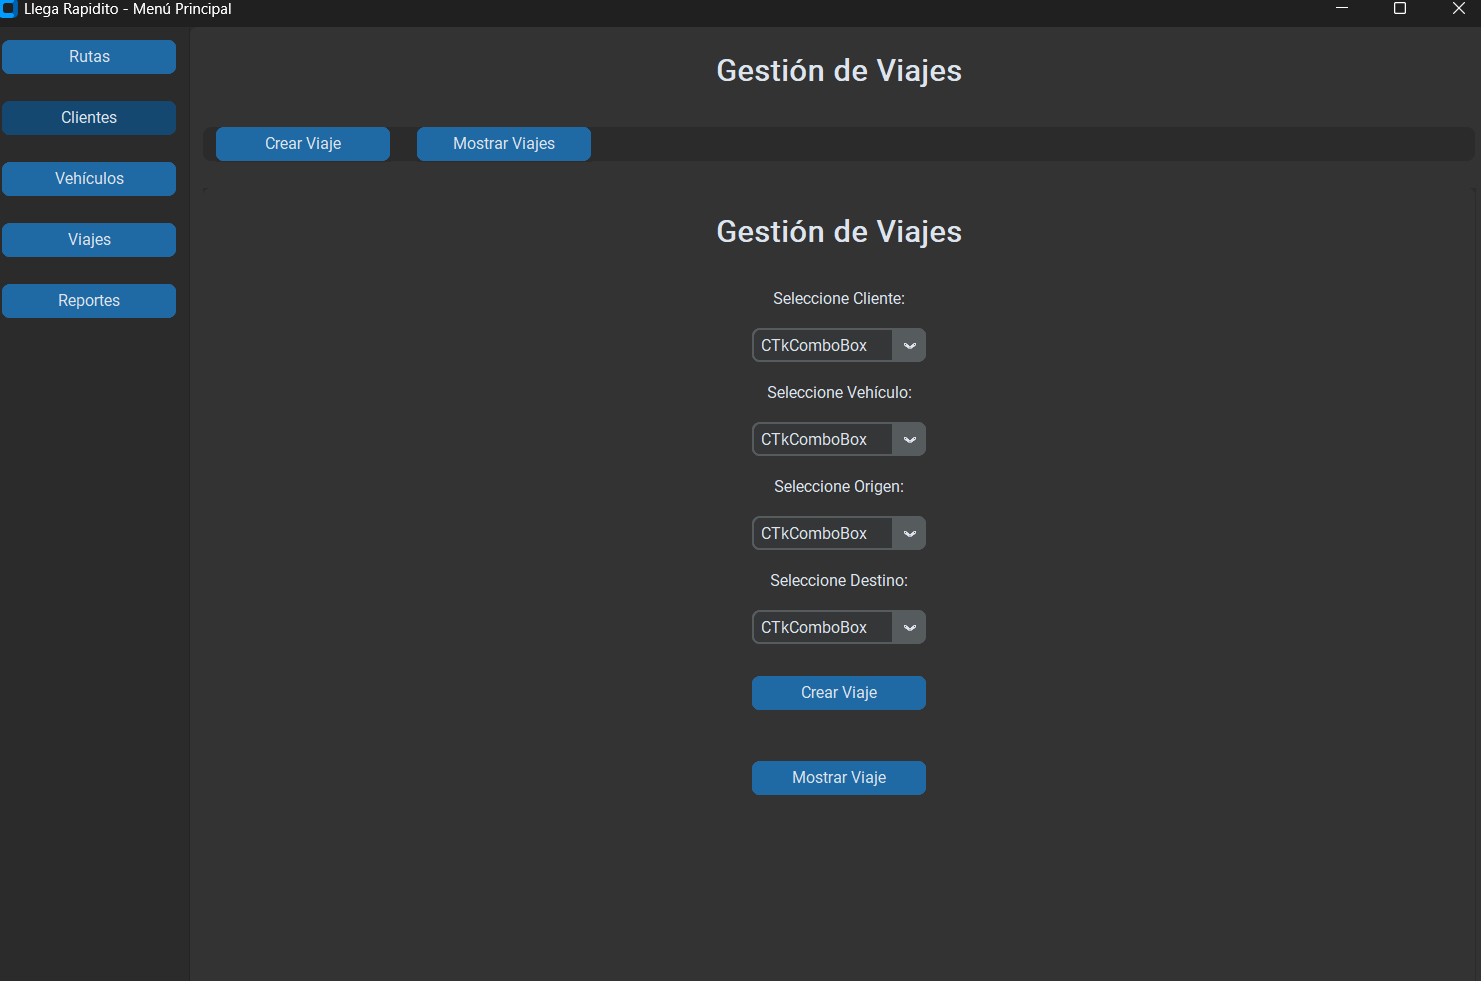 Llega Rapidito - Menú Principal
Rutas
Clientes
Vehículos
Viajes
Reportes
Gestión de Viajes
Crear Viaje
Mostrar Viajes
Gestión de Viajes
Seleccione Cliente:
CTkComboBox
Seleccione Vehículo:
CTkComboBox
Seleccione Origen:
CTkComboBox
Seleccione Destino:
CTkComboBox
Crear Viaje
Mostrar Viaje